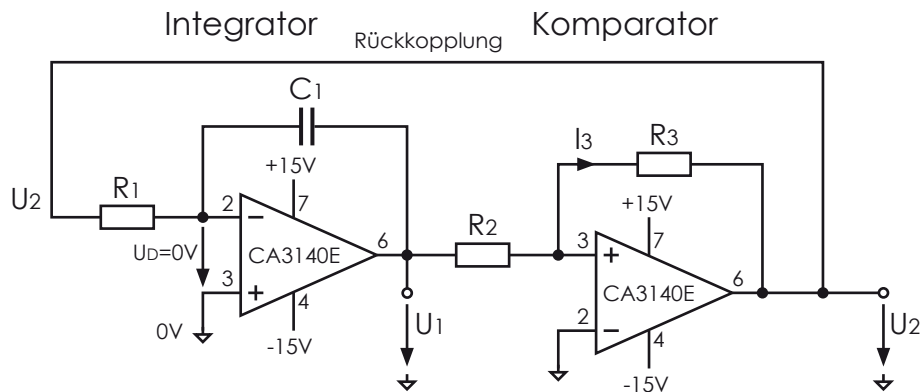 Integrator
Komparator
Rückkopplung
C1
I3
R3
+15V
+15V
U2
R1
R2
2
7
3
7
UD=0V
CA3140E
6
CA3140E
6
3
4
2
4
0V
-15V
U1
-15V
U2